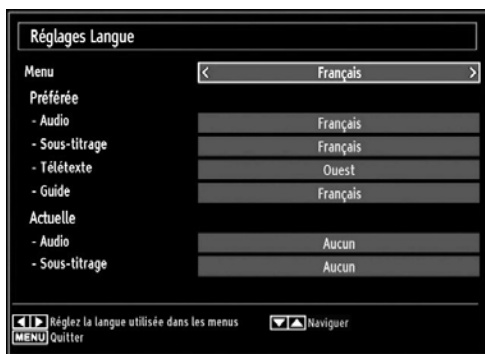 Réglages Langue
Menu < Français >
Préférée
- Audio Français
- Sous-titrage Français
- Télétexte Ouest
- Guide Français
Actuelle
- Audio Aucun
- Sous-titrage Aucun
Réglez la langue utilisée dans les menus Naviguer
MENU Quitter